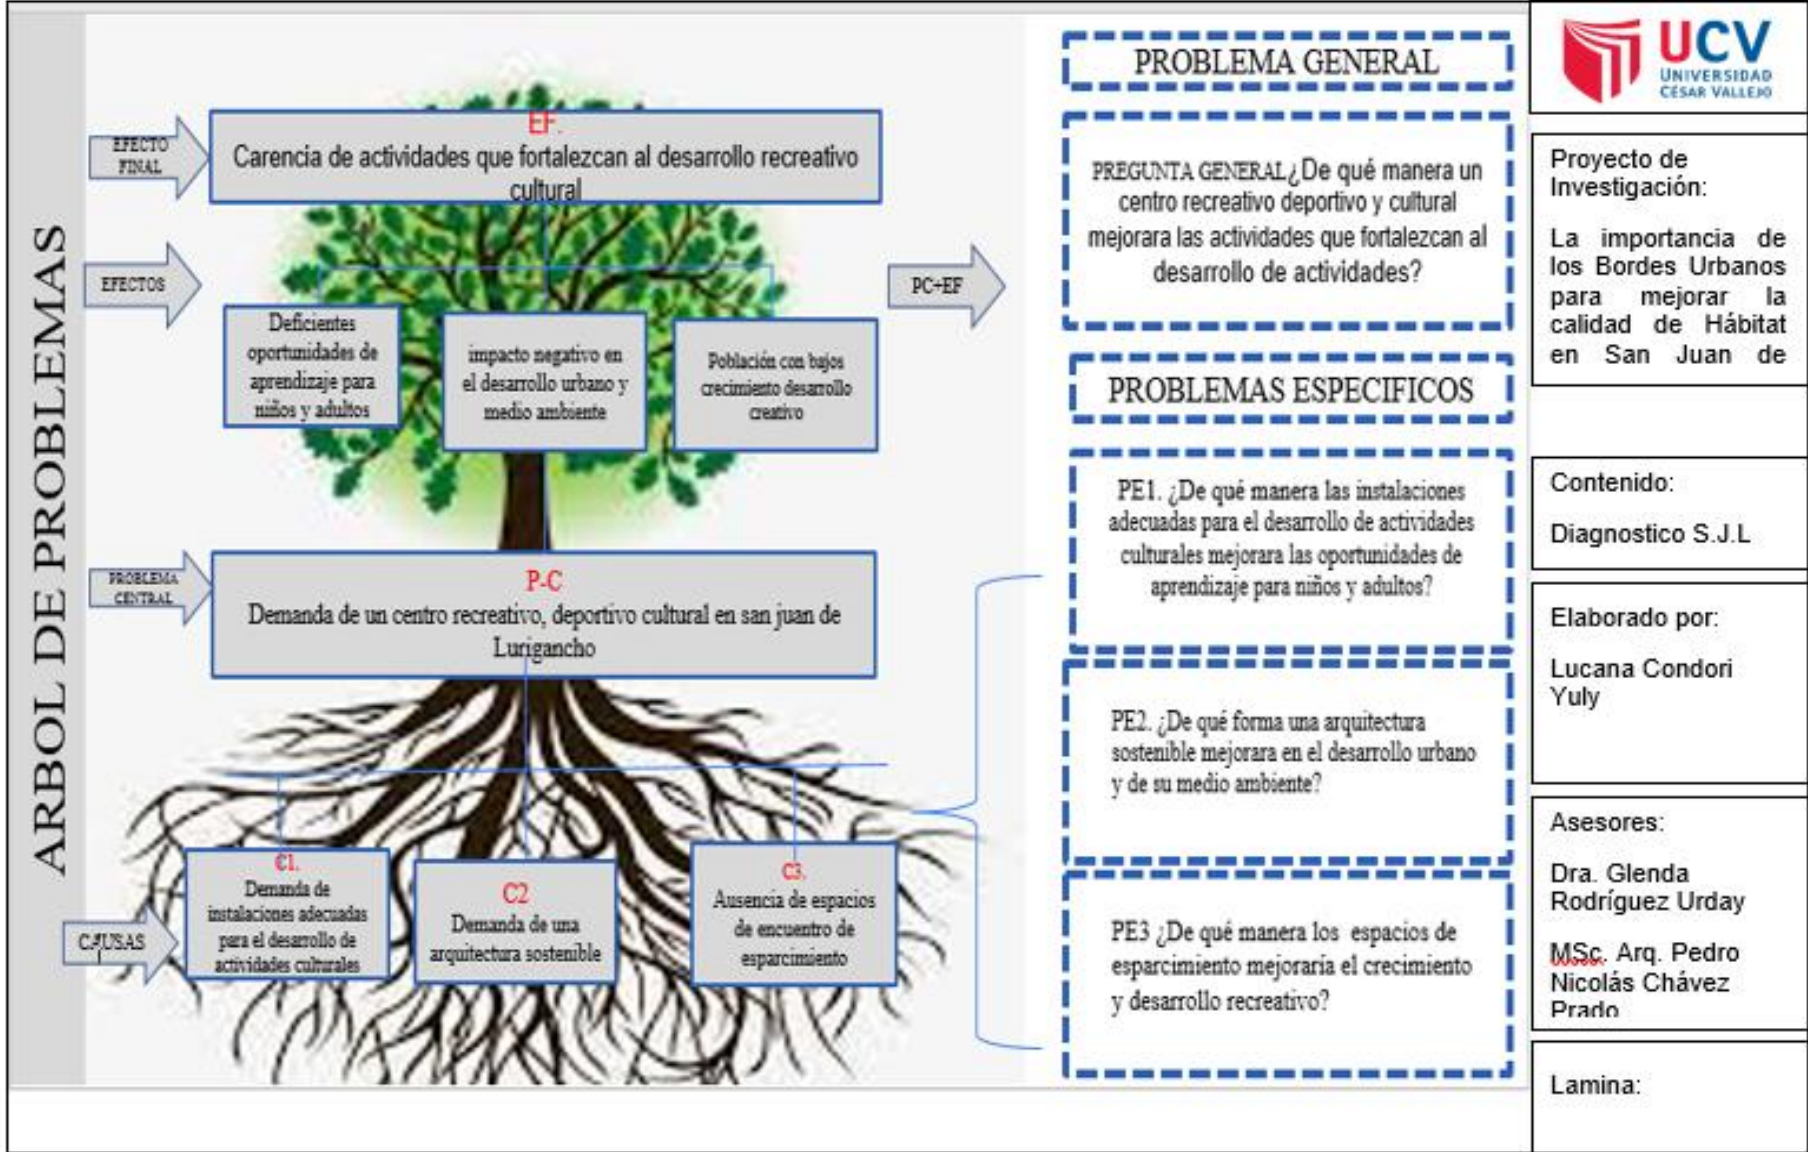 ARBOL DE PROBLEMAS
EFECTO
FINAL
EF.
Carencia de actividades que fortalezcan al desarrollo recreativo
cultural
EFECTOS
Deficientes
oportunidades de
aprendizaje para
niños y adultos
impacto negativo en
el desarrollo urbano y
medio ambiente
Población con bajos
crecimiento desarrollo
creativo
PC+EF
PROBLEMA
CENTRAL
P-C
Demanda de un centro recreativo, deportivo cultural en san juan de
Lurigancho
CAUSAS
C1.
Demanda de
instalaciones adecuadas
para el desarrollo de
actividades culturales
C2
Demanda de una
arquitectura sostenible
C3.
Ausencia de espacios
de encuentro de
esparcimiento
PROBLEMA GENERAL
PREGUNTA GENERAL¿De qué manera un
centro recreativo deportivo y cultural
mejorara las actividades que fortalezcan al
desarrollo de actividades?
PROBLEMAS ESPECIFICOS
PE1. ¿De qué manera las instalaciones
adecuadas para el desarrollo de actividades
culturales mejorara las oportunidades de
aprendizaje para niños y adultos?
PE2. ¿De qué forma una arquitectura
sostenible mejorara en el desarrollo urbano
y de su medio ambiente?
PE3 ¿De qué manera los espacios de
esparcimiento mejoraría el crecimiento
y desarrollo recreativo?
UCV
UNIVERSIDAD
CÉSAR VALLEJO
Proyecto de
Investigación:
La importancia de
los Bordes Urbanos
para mejorar la
calidad de Hábitat
en San Juan de
Contenido:
Diagnostico S.J.L
Elaborado por:
Lucana Condori
Yuly
Asesores:
Dra. Glenda
Rodríguez Urday
MSc. Arq. Pedro
Nicolás Chávez
Prado
Lamina: